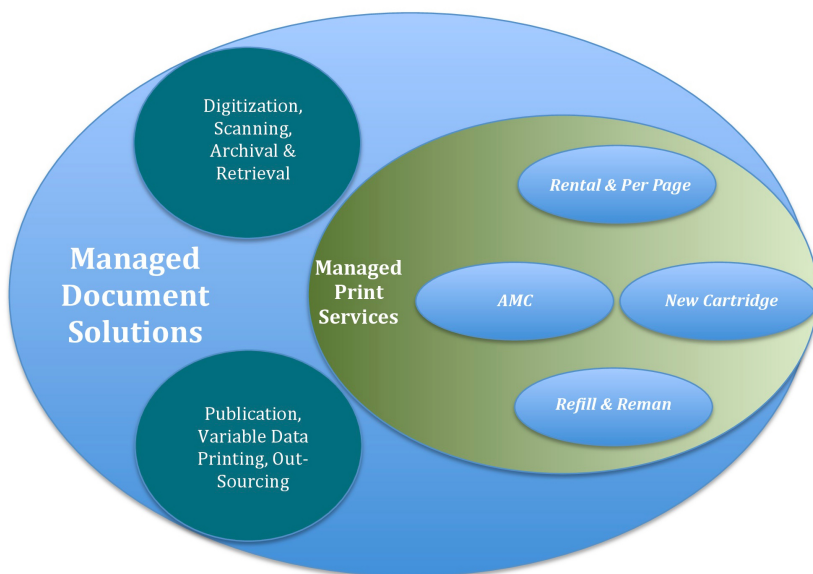 Digitization,
Scanning,
Archival &
Retrieval
Managed
Document
Solutions
Publication,
Variable Data
Printing, Out-
Sourcing
Managed
Print
Services
Rental & Per Page
AMC
New Cartridge
Refill & Reman